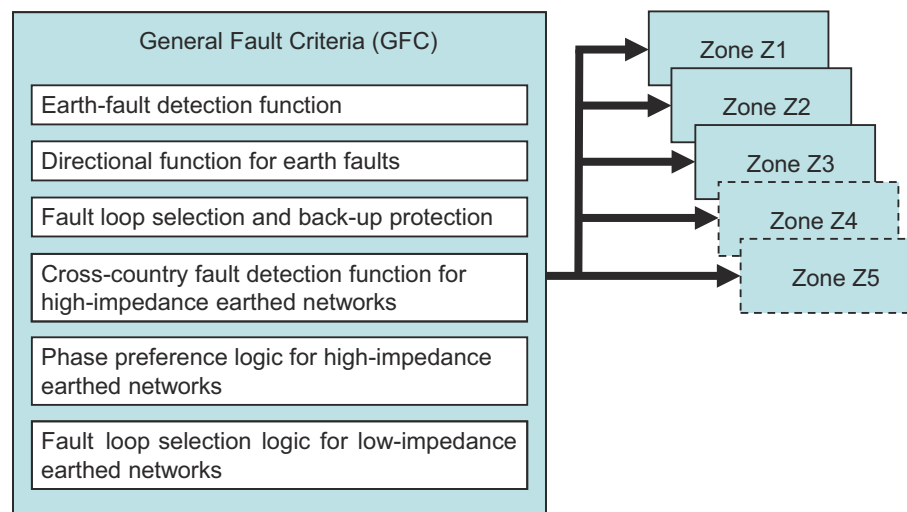 General Fault Criteria (GFC)
Earth-fault detection function
Directional function for earth faults
Fault loop selection and back-up protection
Cross-country fault detection function for
high-impedance earthed networks
Phase preference logic for high-impedance
earthed networks
Fault loop selection logic for low-impedance
earthed networks
Zone Z1
Zone Z2
Zone Z3
Zone Z4
Zone Z5